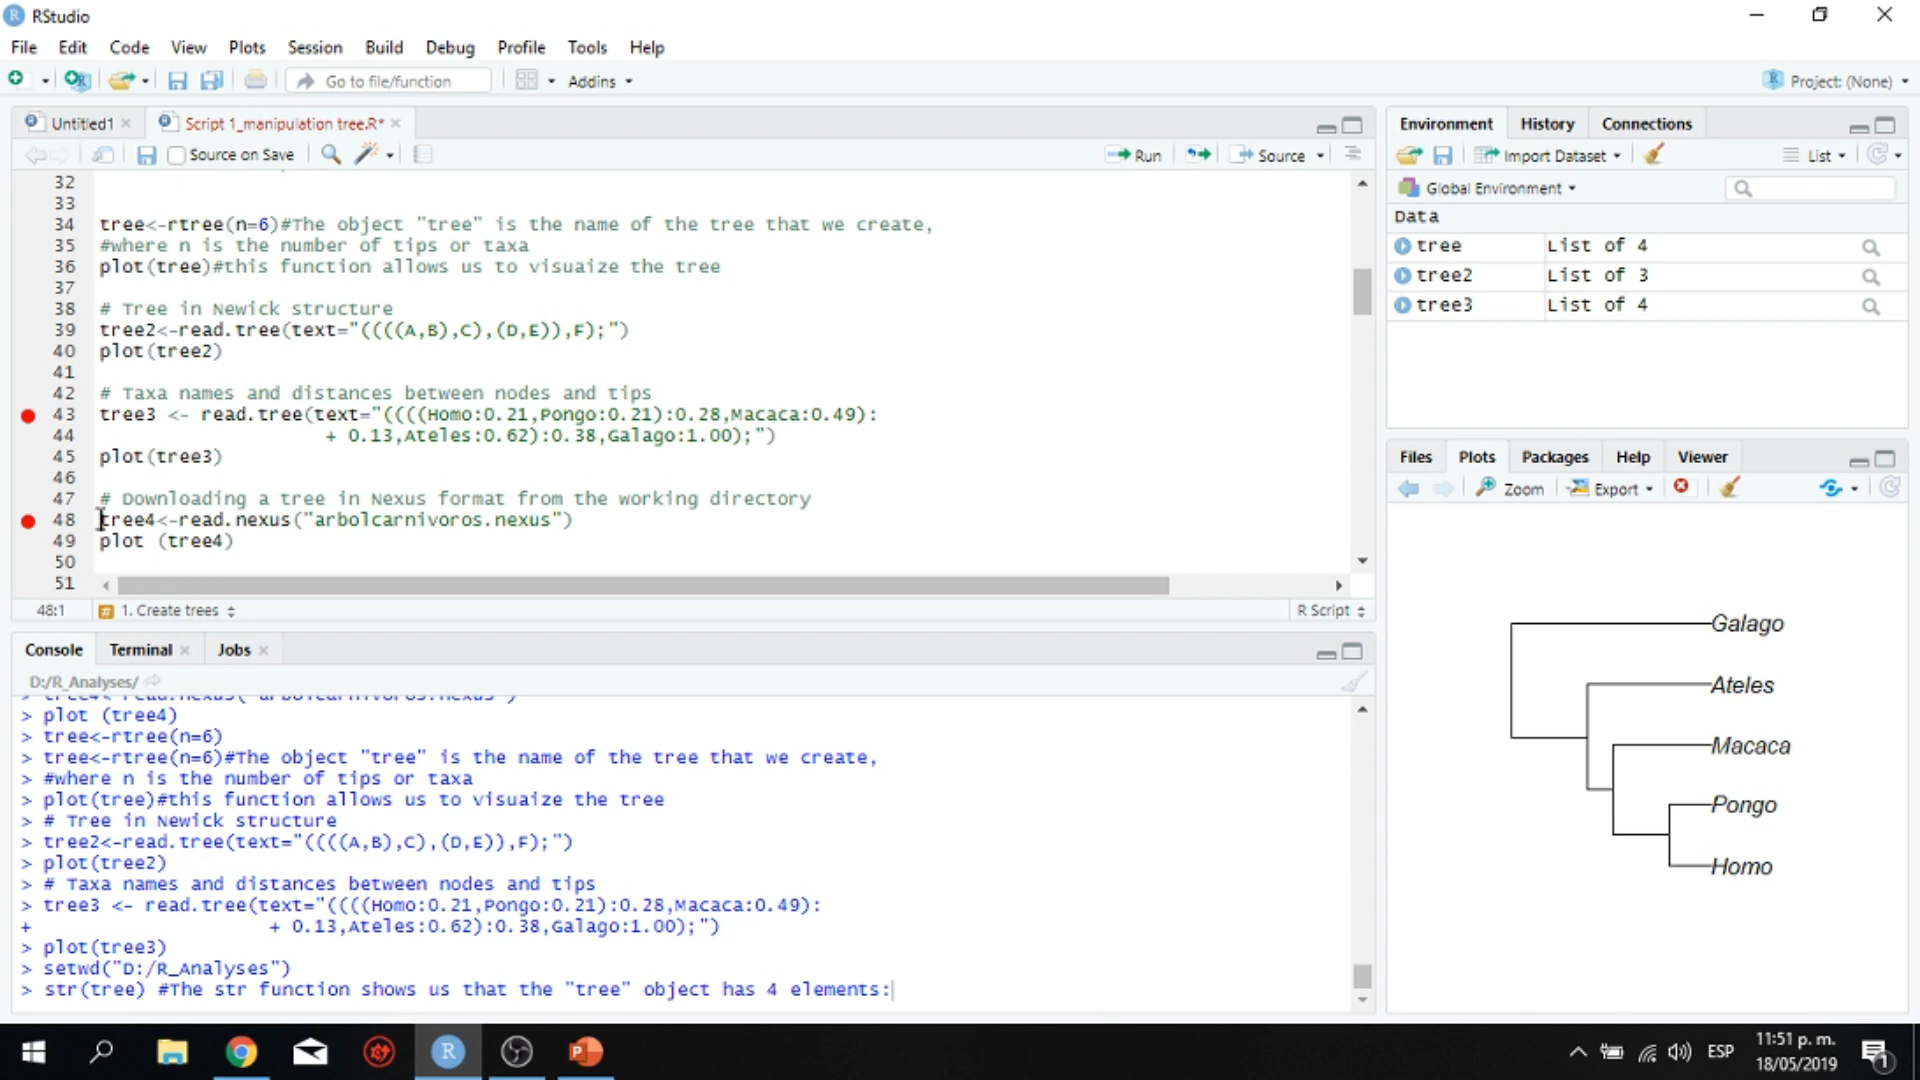 RStudio
File Edit Code View Plots Session Build Debug Profile Tools Help
Go to file/function Addins Project: (None)
Untitled1 Script 1_manipulation tree.R*
Source on Save Run Source
32
33
34 tree<-rtree(n=6)#The object "tree" is the name of the tree that we create,
35 #where n is the number of tips or taxa
36 plot(tree)#this function allows us to visuaize the tree
37
38 # Tree in Newick structure
39 tree2<-read.tree(text="((((A,B),C),(D,E)),F);")
40 plot(tree2)
41
42 # Taxa names and distances between nodes and tips
43 tree3 <- read.tree(text="((((Homo:0.21,Pongo:0.21):0.28,Macaca:0.49):
44 + 0.13,Ateles:0.62):0.38,Galago:1.00);")
45 plot(tree3)
46
47 # Downloading a tree in Nexus format from the working directory
48 tree4<-read.nexus("arbolcarnivoros.nexus")
49 plot (tree4)
50
51
48:1 1. Create trees R Script
Console Terminal Jobs
D:/R_Analyses/
> tree4<-read.nexus("arbolcarnivoros.nexus")
> plot (tree4)
> tree<-rtree(n=6)
> tree<-rtree(n=6)#The object "tree" is the name of the tree that we create,
> #where n is the number of tips or taxa
> plot(tree)#this function allows us to visuaize the tree
> # Tree in Newick structure
> tree2<-read.tree(text="((((A,B),C),(D,E)),F);")
> plot(tree2)
> # Taxa names and distances between nodes and tips
> tree3 <- read.tree(text="((((Homo:0.21,Pongo:0.21):0.28,Macaca:0.49):
+ + 0.13,Ateles:0.62):0.38,Galago:1.00);")
> plot(tree3)
> setwd("D:/R_Analyses")
> str(tree) #The str function shows us that the "tree" object has 4 elements:
Environment History Connections
Import Dataset List
Global Environment
Data
tree List of 4
tree2 List of 3
tree3 List of 4
Files Plots Packages Help Viewer
Zoom Export
Galago
Ateles
Macaca
Pongo
Homo
ESP
11:51 p. m.
18/05/2019
1